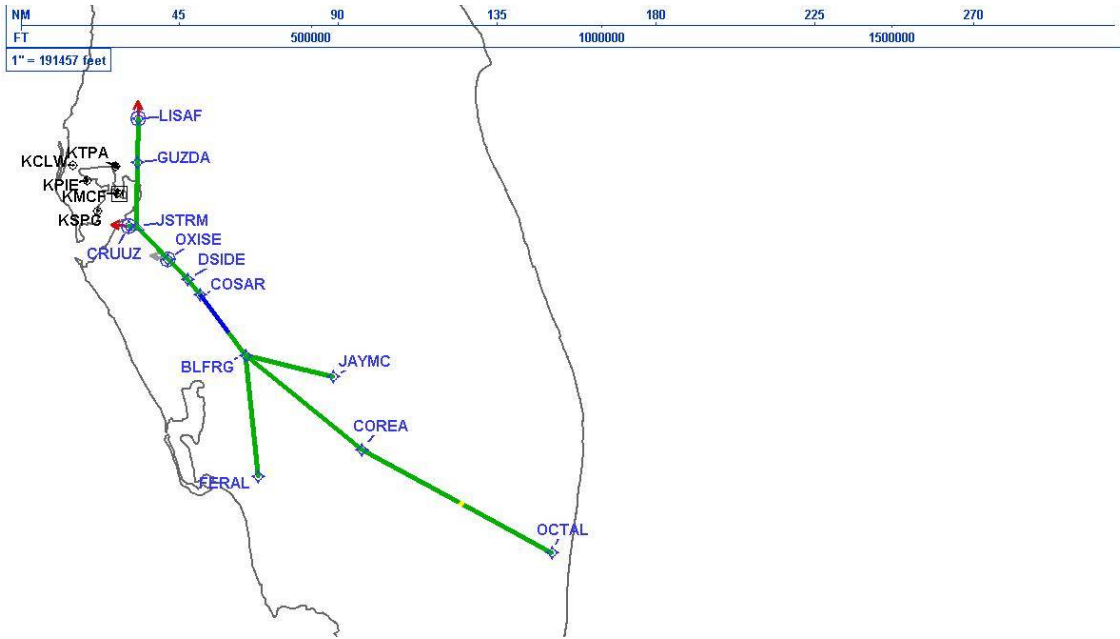 NM 45 90 135 180 225 270
FT 500000 1000000 1500000
1" = 191457 feet
LISAF
KTPA
KCLW
GUZDA
KPIE
KMCF
KSPG
JSTRM
OXISE
CRUUZ
DSIDE
COSAR
BLFRG
JAYMC
COREA
FERAL
OCTAL